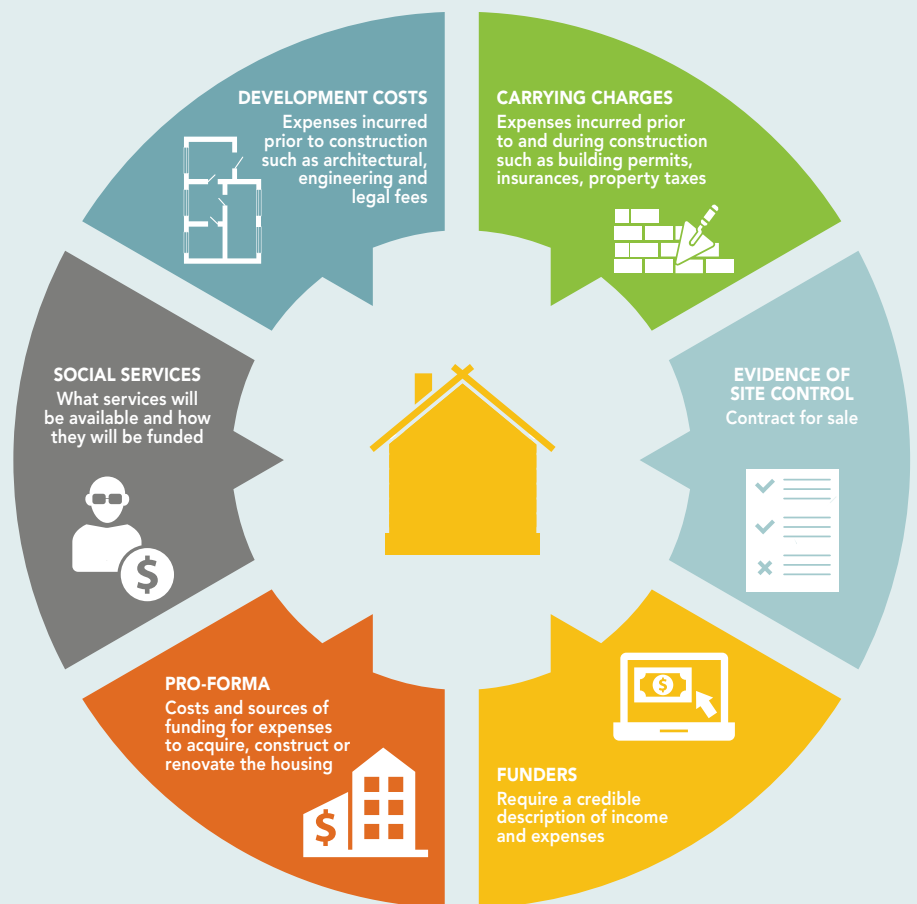 DEVELOPMENT COSTS
Expenses incurred
prior to construction
such as architectural,
engineering and
legal fees
CARRYING CHARGES
Expenses incurred prior
to and during construction
such as building permits,
insurances, property taxes
SOCIAL SERVICES
What services will
be available and how
they will be funded
$
EVIDENCE OF
SITE CONTROL
Contract for sale
PRO-FORMA
Costs and sources of
funding for expenses
to acquire, construct or
renovate the housing
$
$
FUNDERS
Require a credible
description of income
and expenses